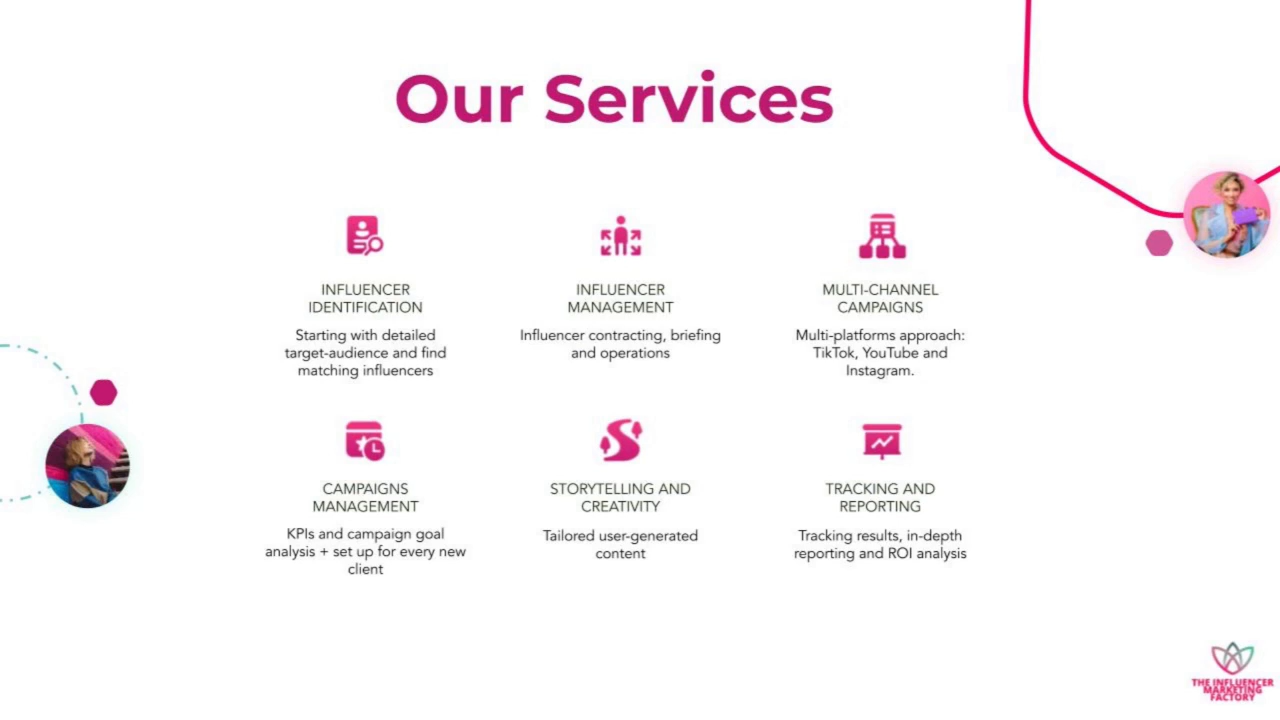 Our Services
INFLUENCER
IDENTIFICATION
Starting with detailed
target-audience and find
matching influencers
INFLUENCER
MANAGEMENT
Influencer contracting, briefing
and operations
MULTI-CHANNEL
CAMPAIGNS
Multi-platforms approach:
TikTok, YouTube and
Instagram.
CAMPAIGNS
MANAGEMENT
KPIs and campaign goal
analysis + set up for every new
client
STORYTELLING AND
CREATIVITY
Tailored user-generated
content
TRACKING AND
REPORTING
Tracking results, in-depth
reporting and ROI analysis
THE INFLUENCER
MARKETING
FACTORY